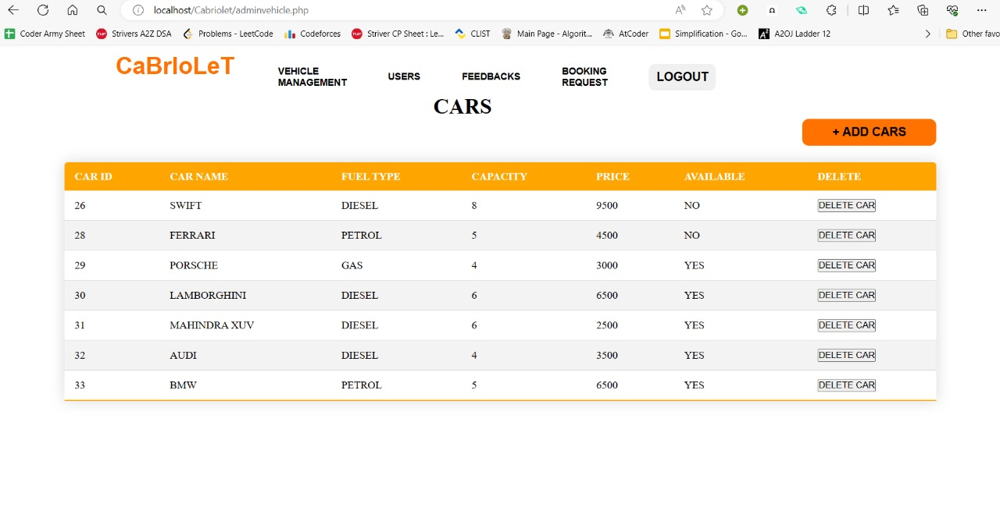 localhost/Cabriolet/adminvehicle.php
Coder Army Sheet Strivers A2Z DSA Problems - LeetCode Codeforces Striver CP Sheet : Le... CLIST Main Page - Algorit... AtCoder Simplification - Go... A2OJ Ladder 12 Other favo
CaBrIoLeT
VEHICLE
MANAGEMENT
USERS
FEEDBACKS
BOOKING
REQUEST
LOGOUT
CARS
+ ADD CARS
CAR ID CAR NAME FUEL TYPE CAPACITY PRICE AVAILABLE DELETE
26 SWIFT DIESEL 8 9500 NO DELETE CAR
28 FERRARI PETROL 5 4500 NO DELETE CAR
29 PORSCHE GAS 4 3000 YES DELETE CAR
30 LAMBORGHINI DIESEL 6 6500 YES DELETE CAR
31 MAHINDRA XUV DIESEL 6 2500 YES DELETE CAR
32 AUDI DIESEL 4 3500 YES DELETE CAR
33 BMW PETROL 5 6500 YES DELETE CAR